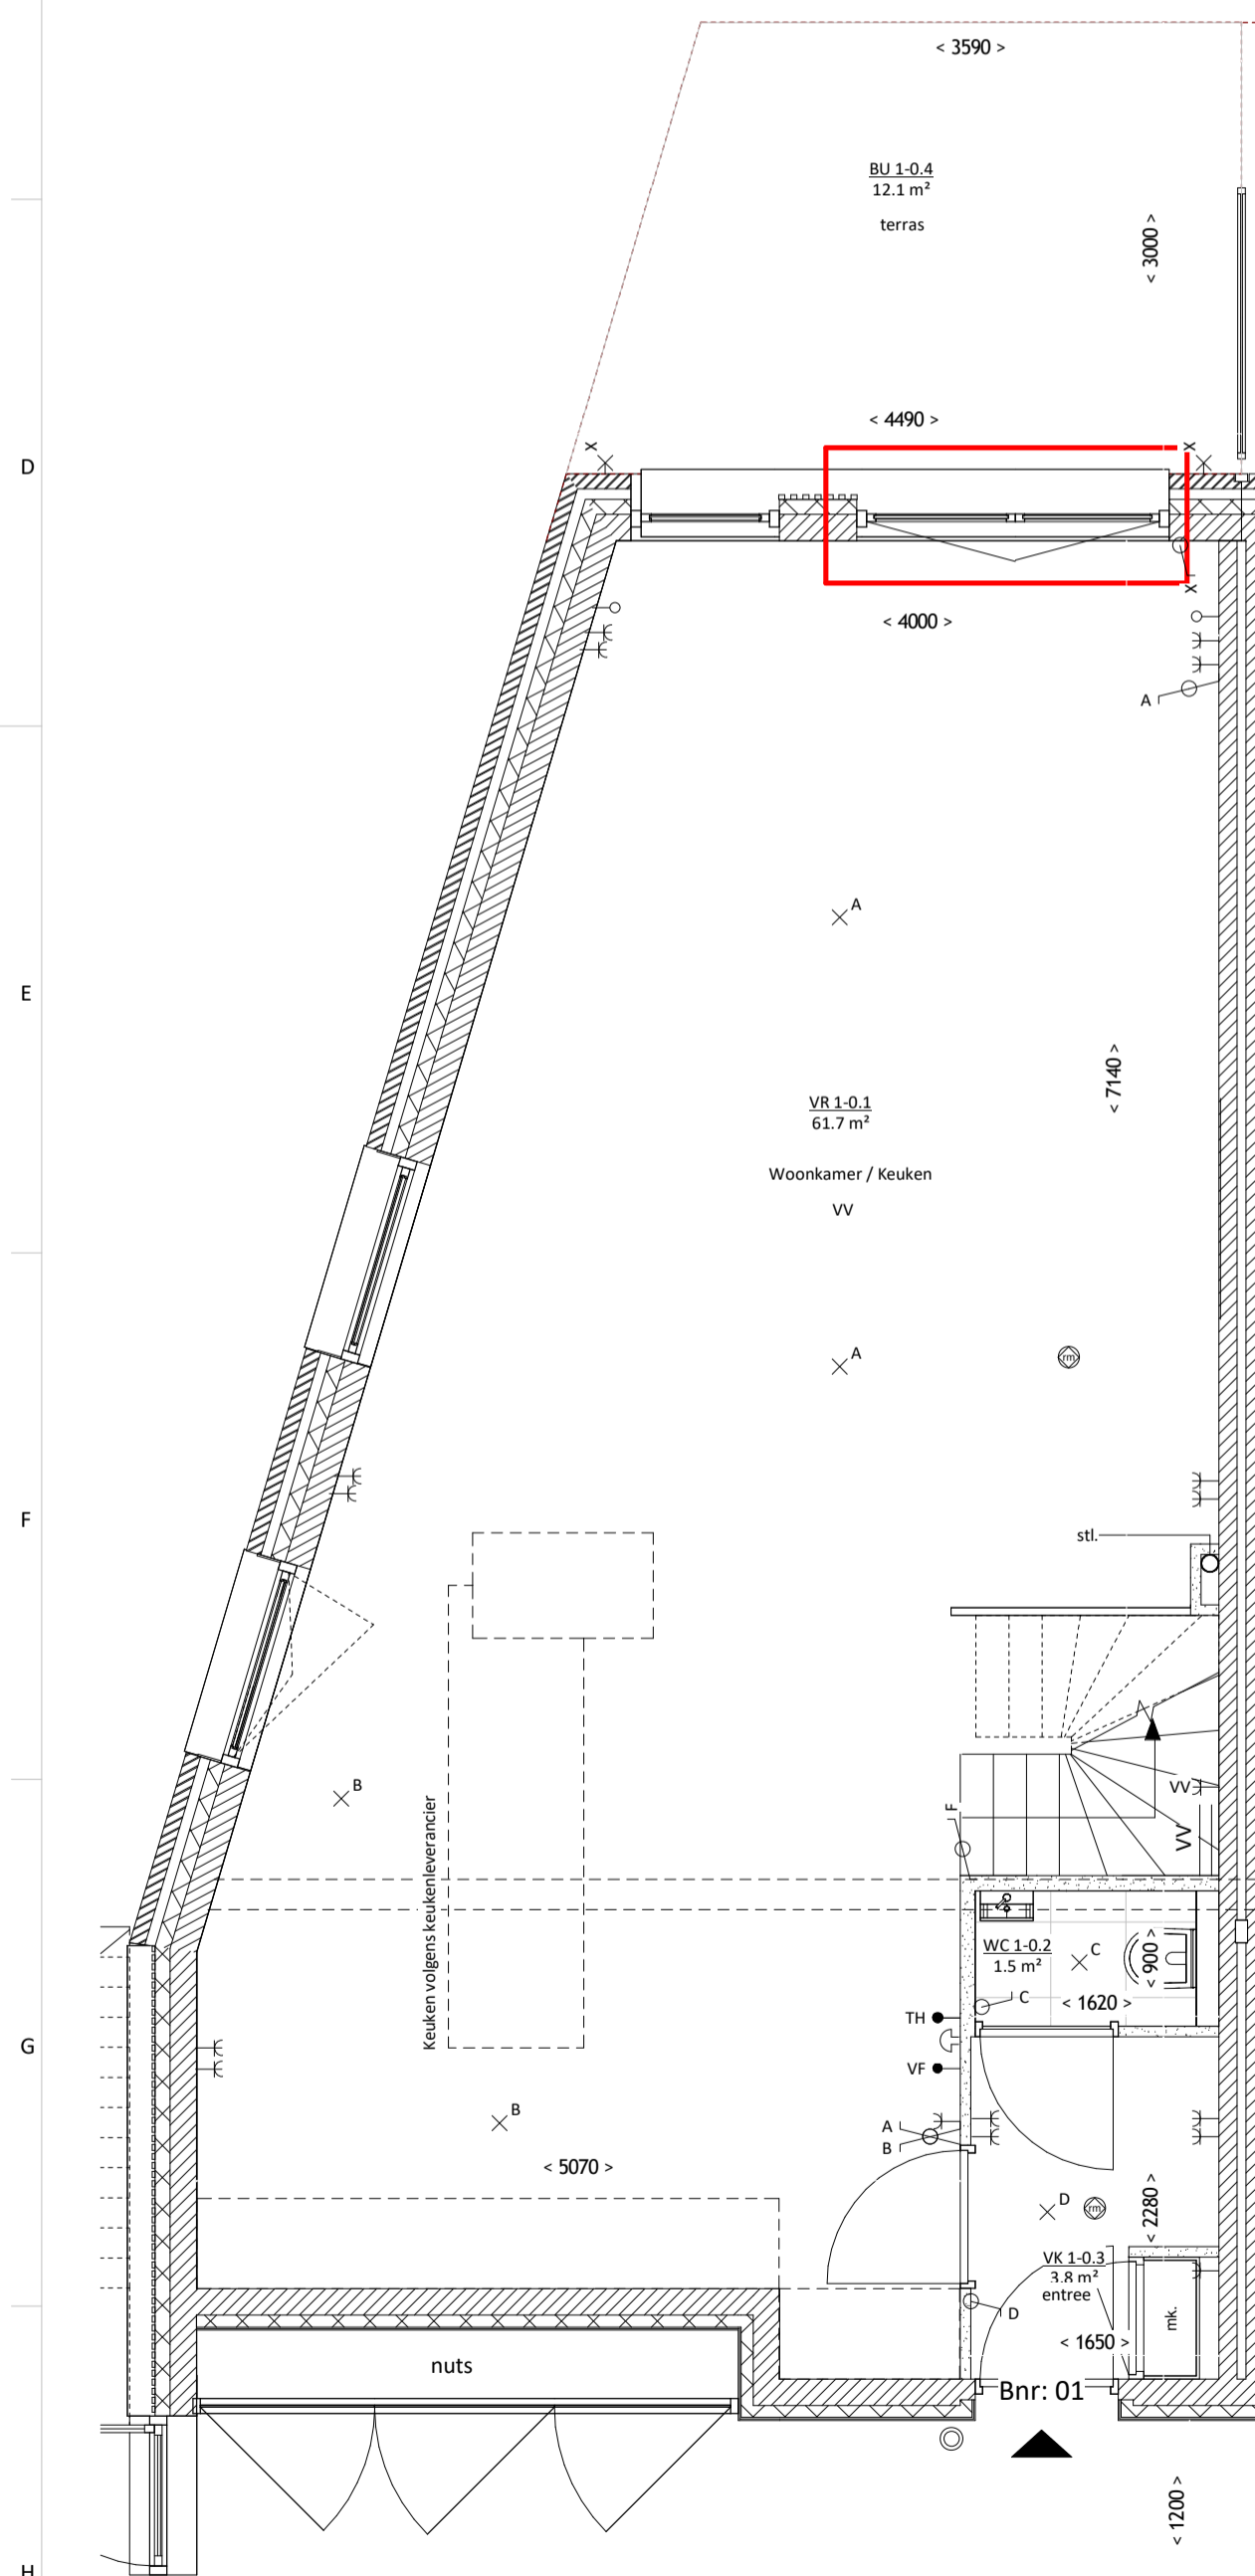 < 3590 >
BU 1-0.4
12.1 m²
terras
< 3000 >
< 4490 >
D
X
X
X
< 4000 >
A
A
E
< 7140 >
VR 1-0.1
61.7 m²
Woonkamer / Keuken
VV
A
rm
F
stl.
VV
B
F
VV
Keuken volgens keukenleverancier
WC 1-0.2
1.5 m²
C
< 900 >
C
< 1620 >
TH
G
VF
B
A
B
< 5070 >
D
rm
< 2280 >
VK 1-0.3
3.8 m²
entree
D
mk.
< 1650 >
nuts
Bnr: 01
< 1200 >
H